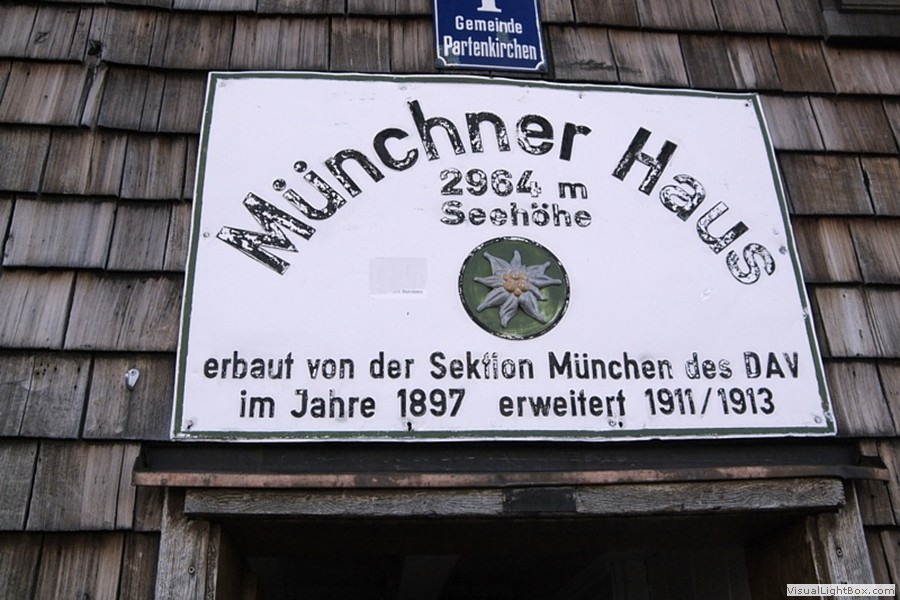 1
Gemeinde
Partenkirchen
Münchner Haus
2964 m
Seehöhe
erbaut von der Sektion München des DAV
im Jahre 1897 erweitert 1911/1913
VisualLightBox.com